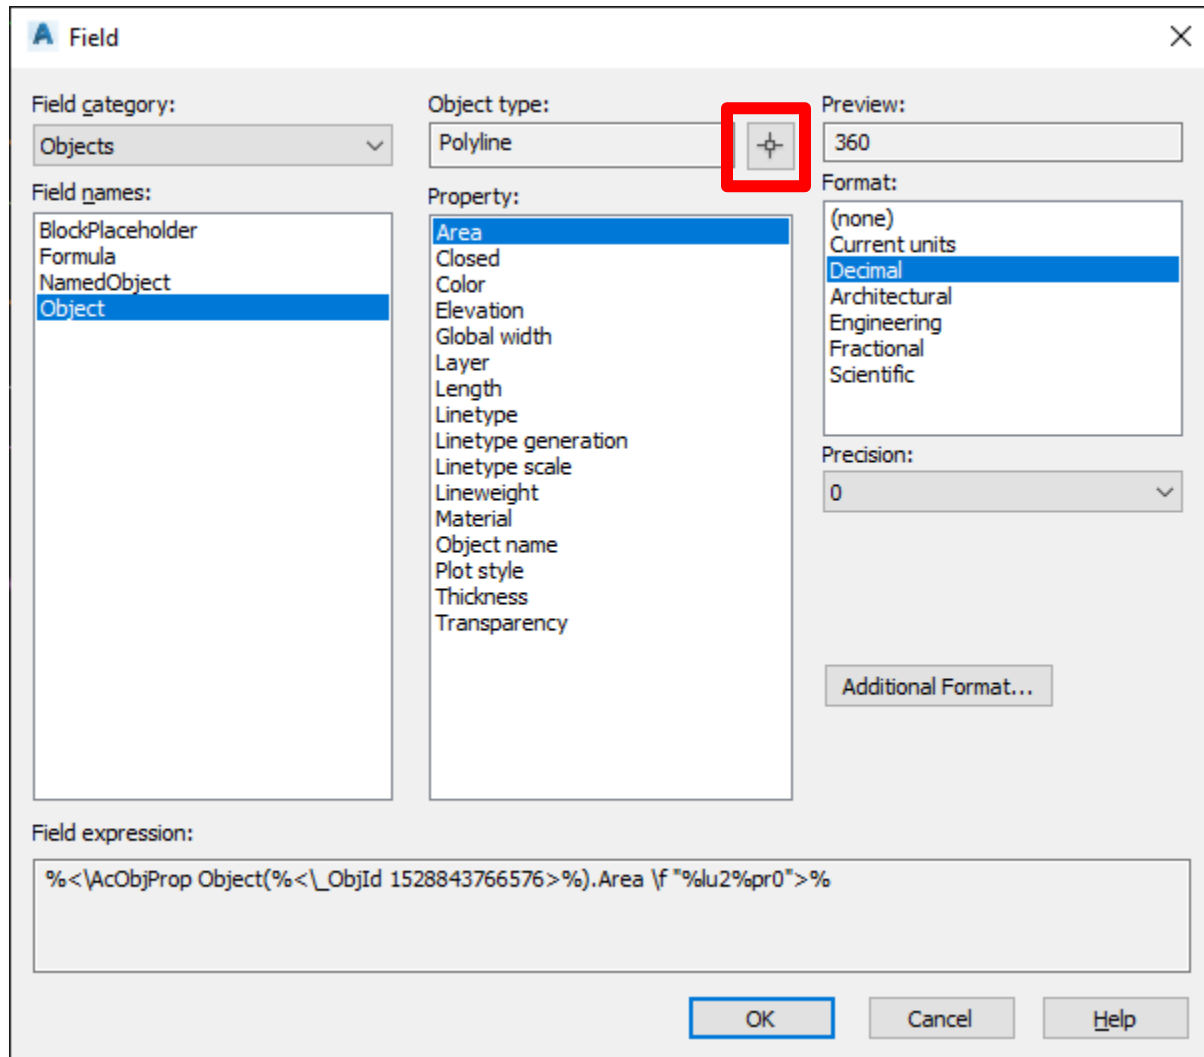 Field
Field category:
Objects
Field names:
BlockPlaceholder
Formula
NamedObject
Object
Object type:
Polyline
Property:
Area
Closed
Color
Elevation
Global width
Layer
Length
Linetype
Linetype generation
Linetype scale
Lineweight
Material
Object name
Plot style
Thickness
Transparency
Preview:
360
Format:
(none)
Current units
Decimal
Architectural
Engineering
Fractional
Scientific
Precision:
0
Additional Format...
Field expression:
%<\AcObjProp Object(%<\_ObjId 1528843766576>%).Area \f "%lu2%pr0">%
OK
Cancel
Help